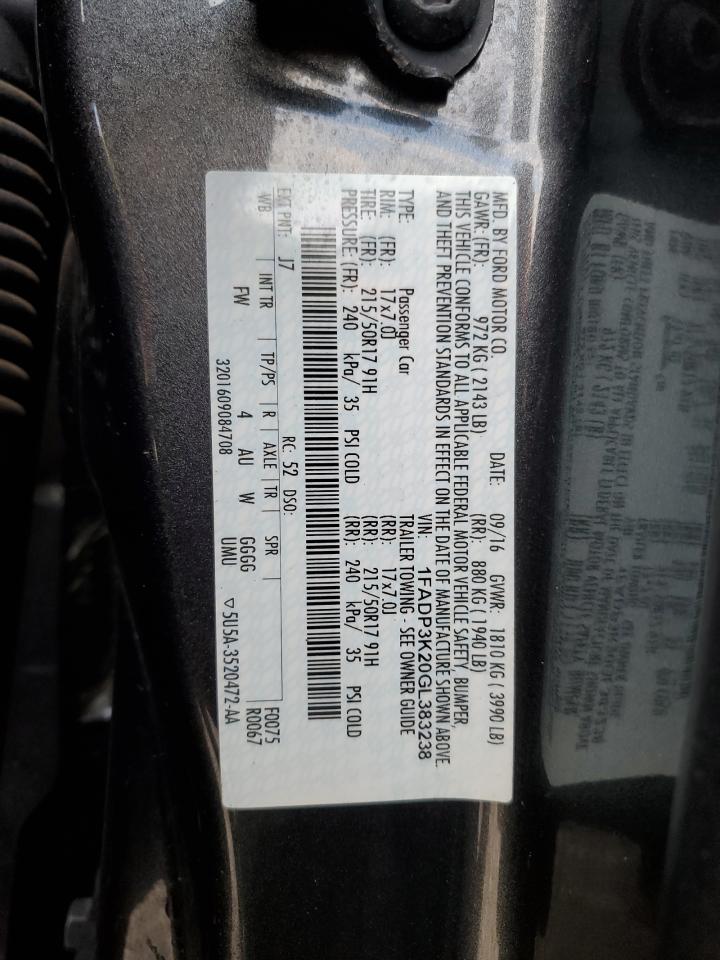 MFD. BY FORD MOTOR CO. DATE: 09/16 GVWR: 1810 KG ( 3990 LB)
GAWR: (FR): 972 KG ( 2143 LB) (RR): 880 KG ( 1940 LB)
THIS VEHICLE CONFORMS TO ALL APPLICABLE FEDERAL MOTOR VEHICLE SAFETY, BUMPER,
AND THEFT PREVENTION STANDARDS IN EFFECT ON THE DATE OF MANUFACTURE SHOWN ABOVE.
VIN: 1FADP3K20GL383238
TYPE: Passenger Car TRAILER TOWING - SEE OWNER GUIDE
RIM: (FR): 17x7.0J (RR): 17x7.0J
TIRE: (FR): 215/50R17 91H (RR): 215/50R17 91H
PRESSURE: (FR): 240 kPa/ 35 PSI COLD (RR): 240 kPa/ 35 PSI COLD
EXT PNT: J7 RC: 52 DSO: F0075
WB INT TR TP/PS R AXLE TR SPR R0067
FW 4 AU W GGGG
3201609084708 UMU ▽5U5A-3520472-AA